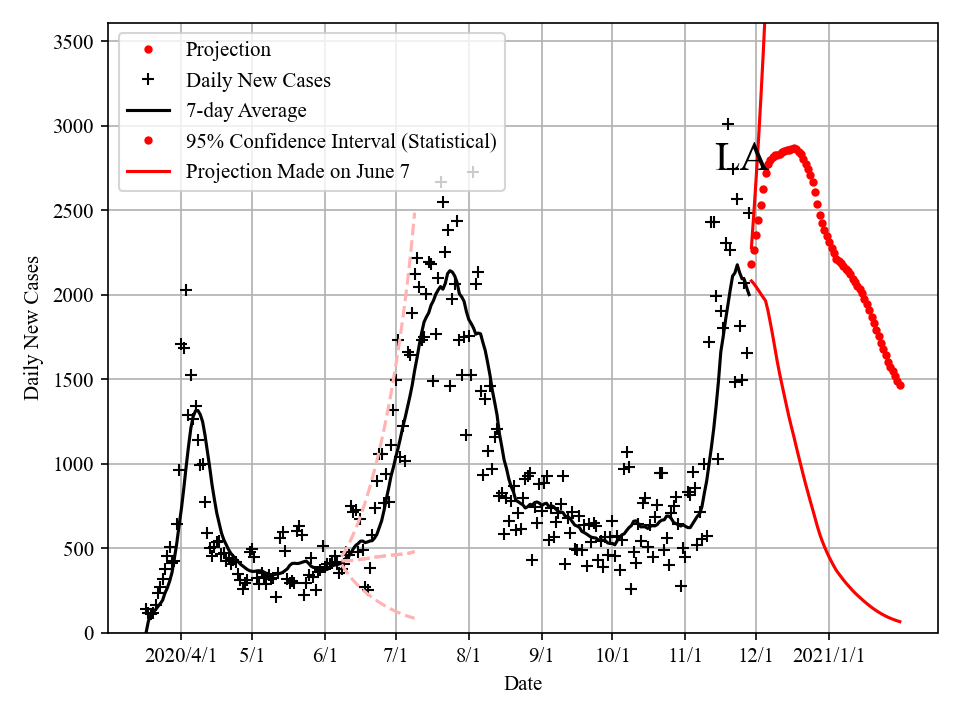 3500
3000
2500
2000
1500
1000
500
0
Daily New Cases
Projection
Daily New Cases
7-day Average
95% Confidence Interval (Statistical)
Projection Made on June 7
LA
2020/4/1 5/1 6/1 7/1 8/1 9/1 10/1 11/1 12/1 2021/1/1
Date